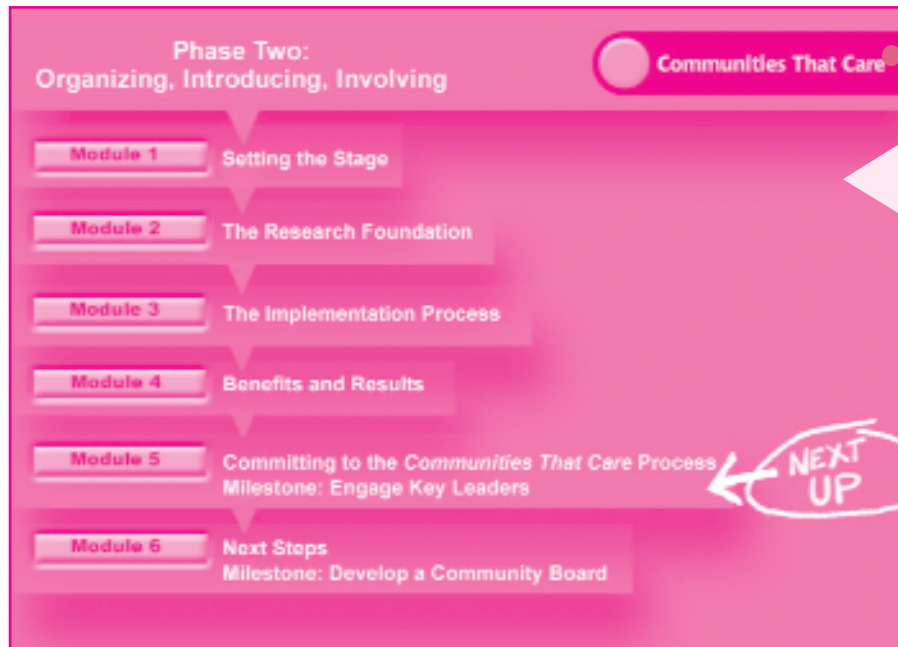 Phase Two:
Organizing, Introducing, Involving
Communities That Care
Module 1
Setting the Stage
Module 2
The Research Foundation
Module 3
The Implementation Process
Module 4
Benefits and Results
Module 5
Committing to the Communities That Care Process
Milestone: Engage Key Leaders
NEXT
UP
Module 6
Next Steps
Milestone: Develop a Community Board